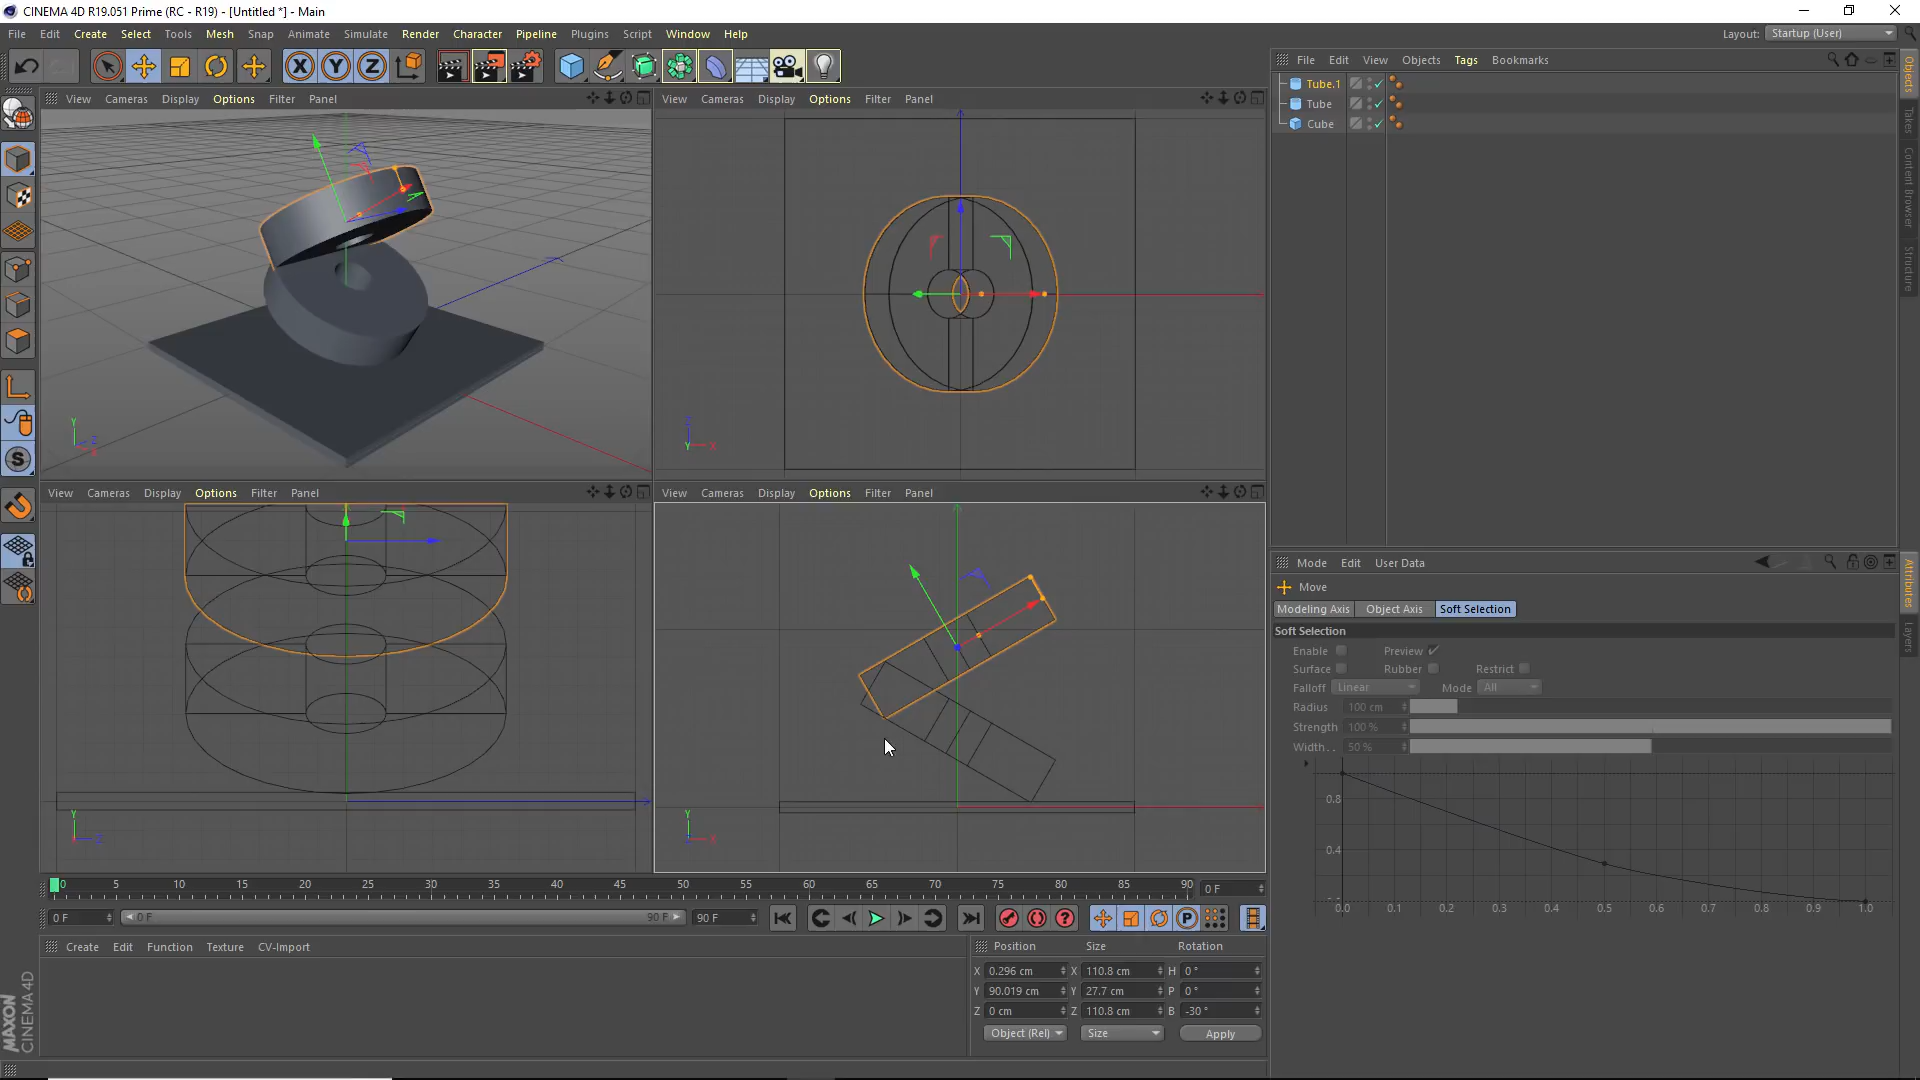 CINEMA 4D R19.051 Prime (RC - R19) - [Untitled *] - Main
File Edit Create Select Tools Mesh Snap Animate Simulate Render Character Pipeline Plugins Script Window Help
Layout: Startup (User)
File Edit View Objects Tags Bookmarks
Tube.1
Tube
Cube
Objects
Takes
Content Browser
Structure
View Cameras Display Options Filter Panel
Y
Z
X
View Cameras Display Options Filter Panel
Z
Y X
View Cameras Display Options Filter Panel
Y
X Z
View Cameras Display Options Filter Panel
Y
Z X
Mode Edit User Data
Move
Modeling Axis Object Axis Soft Selection
Soft Selection
Enable Preview
Surface Rubber Restrict
Falloff Linear Mode All
Radius 100 cm
Strength 100 %
Width. . 50 %
0.8
0.4
0.0 0.1 0.2 0.3 0.4 0.5 0.6 0.7 0.8 0.9 1.0
Attributes
Layers
0 5 10 15 20 25 30 35 40 45 50 55 60 65 70 75 80 85 90 0 F
0 F 0 F 90 F 90 F
Create Edit Function Texture CV-Import
Position Size Rotation
X 0.296 cm X 110.8 cm H 0 °
Y 90.019 cm Y 27.7 cm P 0 °
Z 0 cm Z 110.8 cm B -30 °
Object (Rel) Size Apply
MAXON
CINEMA 4D